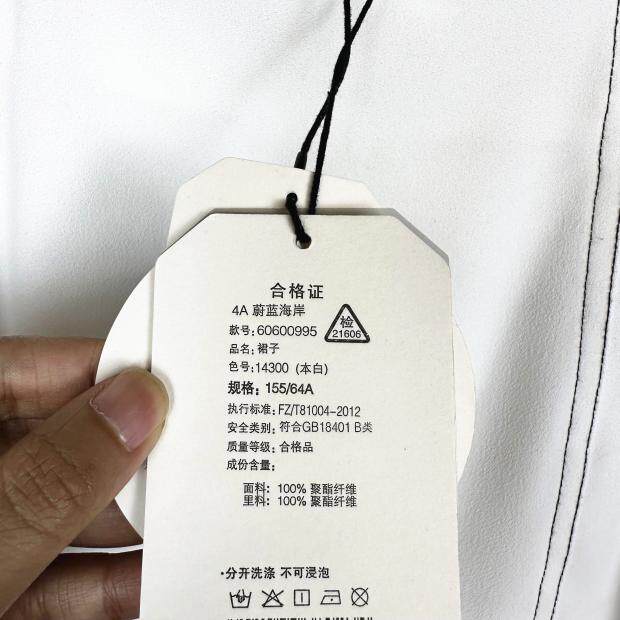 合格证
4A 蔚蓝海岸
款号:60600995
检
21606
品名:裙子
色号:14300 (本白)
规格: 155/64A
执行标准: FZ/T81004-2012
安全类别: 符合GB18401 B类
质量等级: 合格品
成份含量:
面料: 100% 聚酯纤维
里料: 100% 聚酯纤维
·分开洗涤 不可浸泡